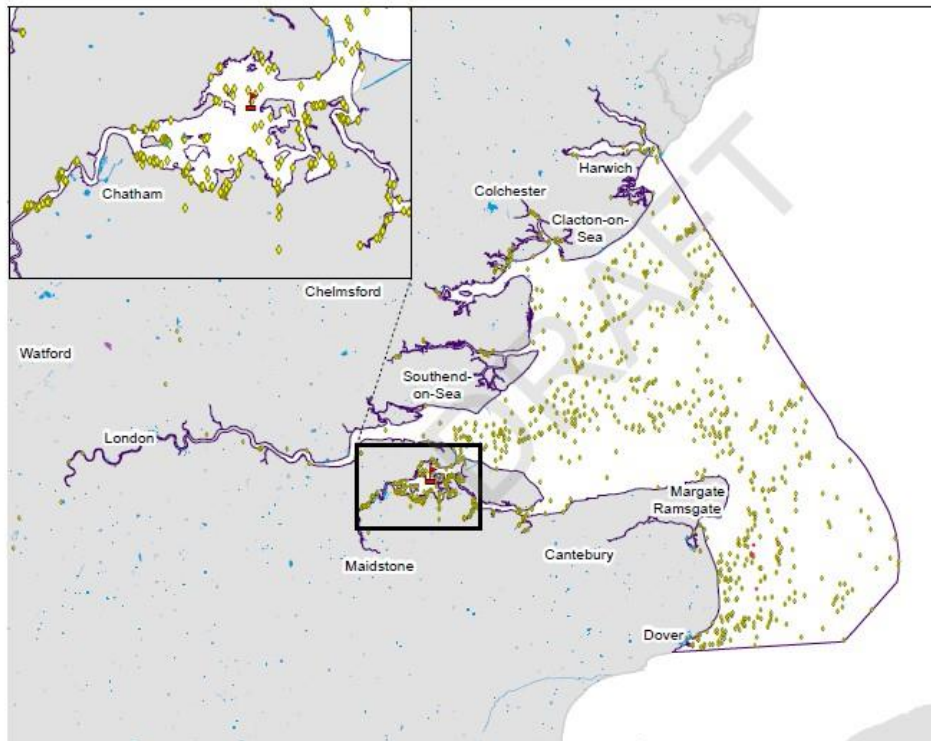 Chatham
Harwich
Colchester
Clacton-on-
Sea
Chelmsford
Watford
Southend-
on-Sea
London
Margate
Ramsgate
Cantebury
Maidstone
Dover
DRAFT